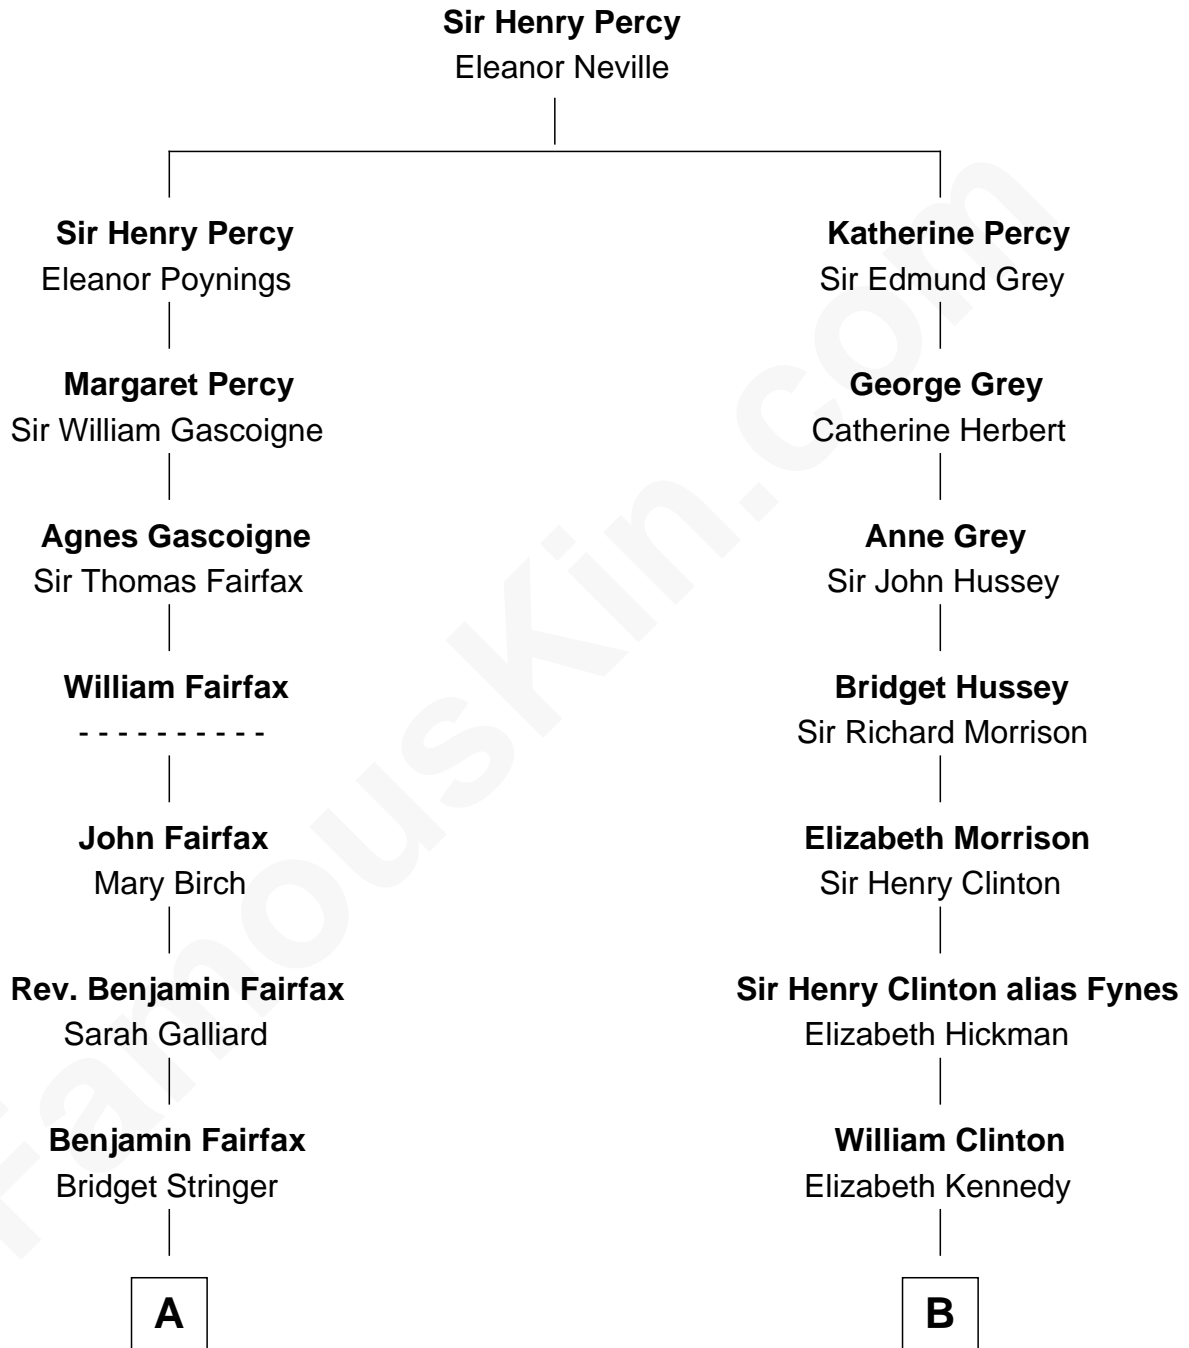 Sir Henry Percy
Eleanor Neville
Sir Henry Percy
Eleanor Poynings
Katherine Percy
Sir Edmund Grey
Margaret Percy
Sir William Gascoigne
George Grey
Catherine Herbert
Agnes Gascoigne
Sir Thomas Fairfax
Anne Grey
Sir John Hussey
William Fairfax
- - - - - - - - - -
Bridget Hussey
Sir Richard Morrison
John Fairfax
Mary Birch
Elizabeth Morrison
Sir Henry Clinton
Rev. Benjamin Fairfax
Sarah Galliard
Sir Henry Clinton alias Fynes
Elizabeth Hickman
Benjamin Fairfax
Bridget Stringer
William Clinton
Elizabeth Kennedy
A
B
FamousKin.com